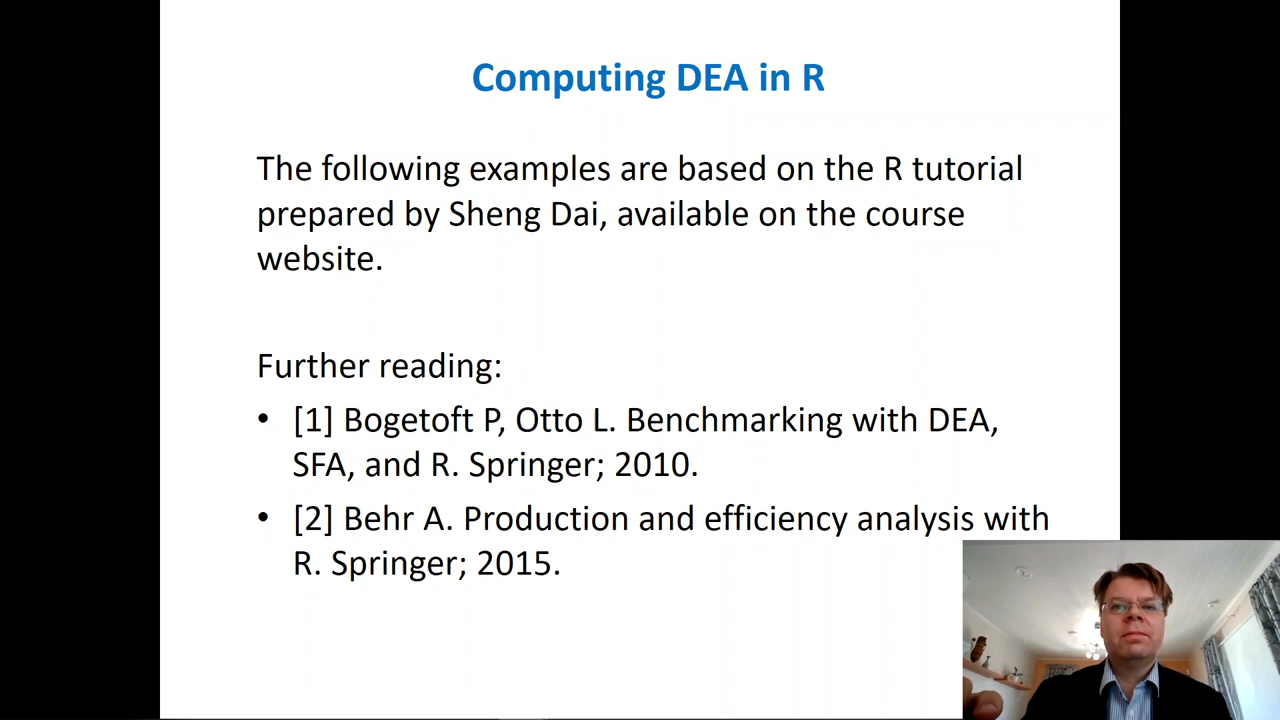 Computing DEA in R
The following examples are based on the R tutorial
prepared by Sheng Dai, available on the course
website.
Further reading:
• [1] Bogetoft P, Otto L. Benchmarking with DEA,
SFA, and R. Springer; 2010.
• [2] Behr A. Production and efficiency analysis with
R. Springer; 2015.